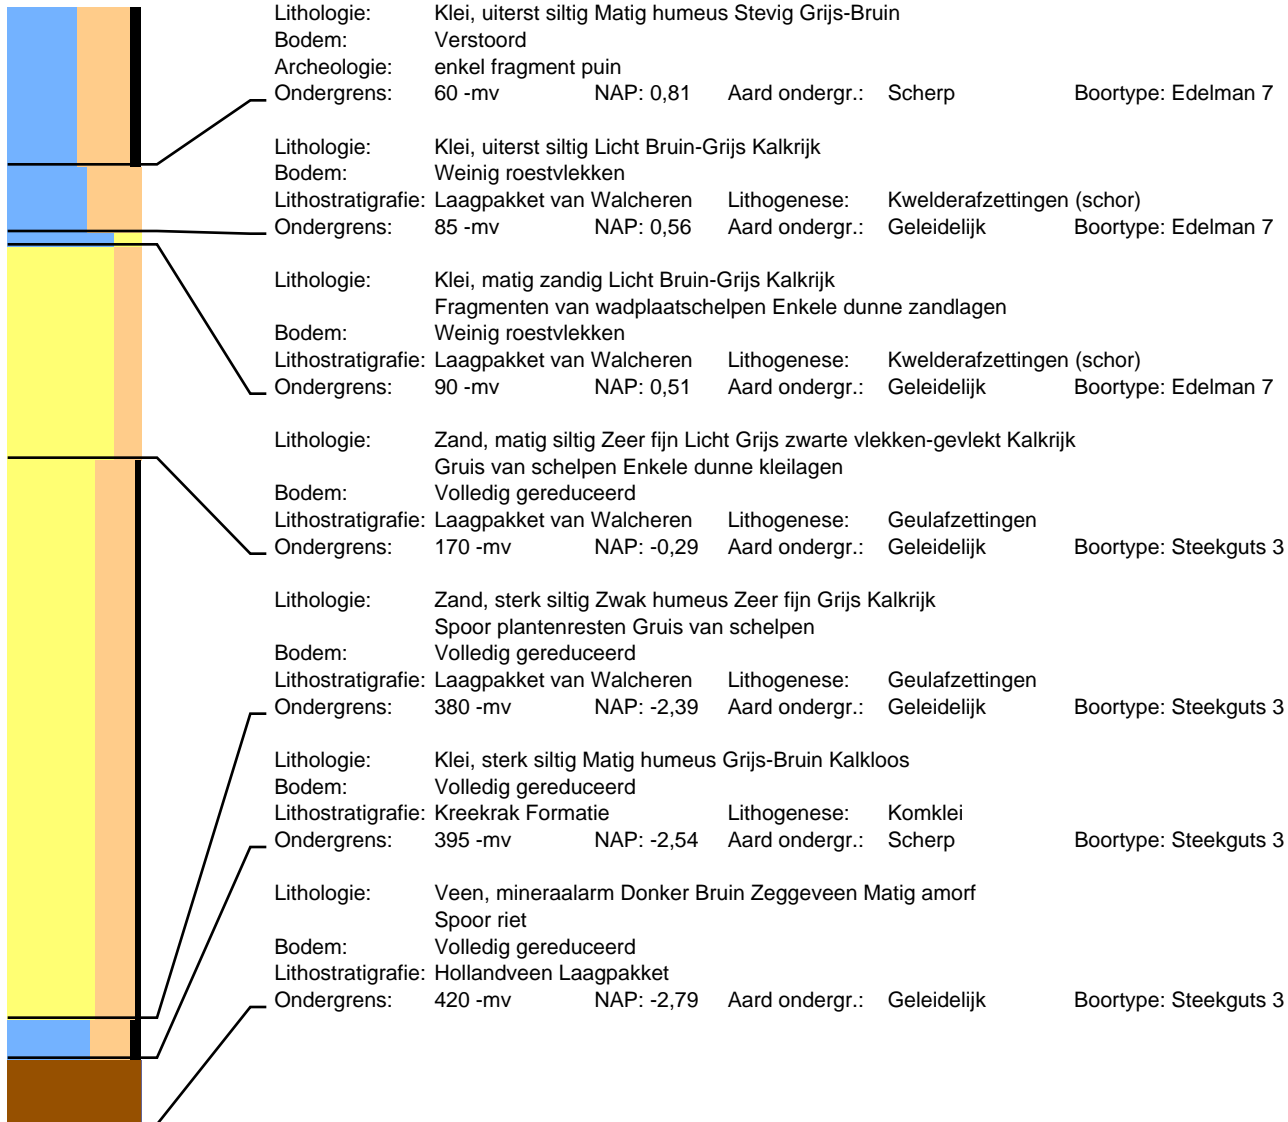 Lithologie: Klei, uiterst siltig Matig humeus Stevig Grijs-Bruin
Bodem: Verstoord
Archeologie: enkel fragment puin
Ondergrens: 60 -mv NAP: 0,81 Aard ondergr.: Scherp Boortype: Edelman 7
Lithologie: Klei, uiterst siltig Licht Bruin-Grijs Kalkrijk
Bodem: Weinig roestvlekken
Lithostratigrafie: Laagpakket van Walcheren Lithogenese: Kwelderafzettingen (schor)
Ondergrens: 85 -mv NAP: 0,56 Aard ondergr.: Geleidelijk Boortype: Edelman 7
Lithologie: Klei, matig zandig Licht Bruin-Grijs Kalkrijk
Fragmenten van wadplaatschelpen Enkele dunne zandlagen
Bodem: Weinig roestvlekken
Lithostratigrafie: Laagpakket van Walcheren Lithogenese: Kwelderafzettingen (schor)
Ondergrens: 90 -mv NAP: 0,51 Aard ondergr.: Geleidelijk Boortype: Edelman 7
Lithologie: Zand, matig siltig Zeer fijn Licht Grijs zwarte vlekken-gevlekt Kalkrijk
Gruis van schelpen Enkele dunne kleilagen
Bodem: Volledig gereduceerd
Lithostratigrafie: Laagpakket van Walcheren Lithogenese: Geulafzettingen
Ondergrens: 170 -mv NAP: -0,29 Aard ondergr.: Geleidelijk Boortype: Steekguts 3
Lithologie: Zand, sterk siltig Zwak humeus Zeer fijn Grijs Kalkrijk
Spoor plantenresten Gruis van schelpen
Bodem: Volledig gereduceerd
Lithostratigrafie: Laagpakket van Walcheren Lithogenese: Geulafzettingen
Ondergrens: 380 -mv NAP: -2,39 Aard ondergr.: Geleidelijk Boortype: Steekguts 3
Lithologie: Klei, sterk siltig Matig humeus Grijs-Bruin Kalkloos
Bodem: Volledig gereduceerd
Lithostratigrafie: Kreekrak Formatie Lithogenese: Komklei
Ondergrens: 395 -mv NAP: -2,54 Aard ondergr.: Scherp Boortype: Steekguts 3
Lithologie: Veen, mineraalarm Donker Bruin Zeggeveen Matig amorf
Spoor riet
Bodem: Volledig gereduceerd
Lithostratigrafie: Hollandveen Laagpakket
Ondergrens: 420 -mv NAP: -2,79 Aard ondergr.: Geleidelijk Boortype: Steekguts 3